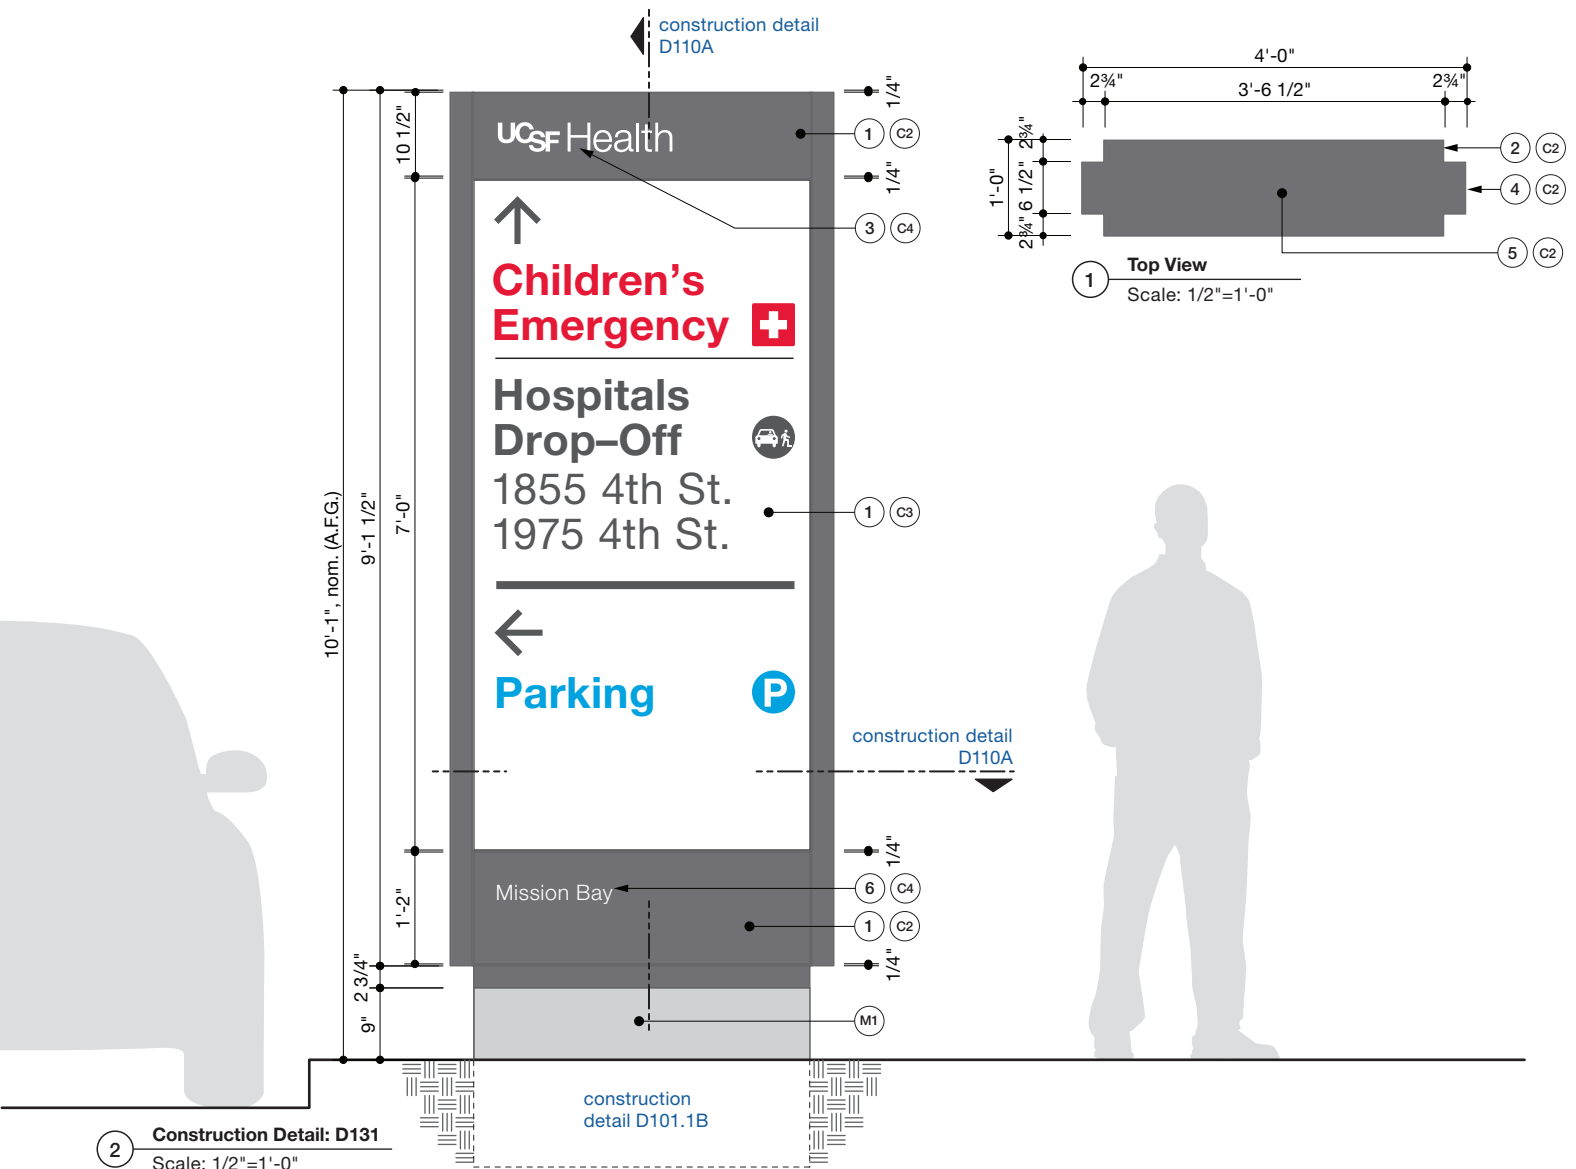 construction detail
D110A
10 1/2"
1/4"
UCSF Health
1 C2
1/4"
3 C4
Children's
Emergency
Hospitals
Drop–Off
1855 4th St.
1975 4th St.
1 C3
10'-1", nom. (A.F.G.)
9'-1 1/2"
7'-0"
Parking
P
construction detail
D110A
1/4"
Mission Bay
6 C4
1 C2
1'-2"
1/4"
2 3/4"
9"
M1
construction
detail D101.1B
2
Construction Detail: D131
Scale: 1/2"=1'-0"
4'-0"
2¾"
3'-6 1/2"
2¾"
1'-0"
2¾"
6 1/2"
2¾"
2 C2
4 C2
5 C2
1
Top View
Scale: 1/2"=1'-0"